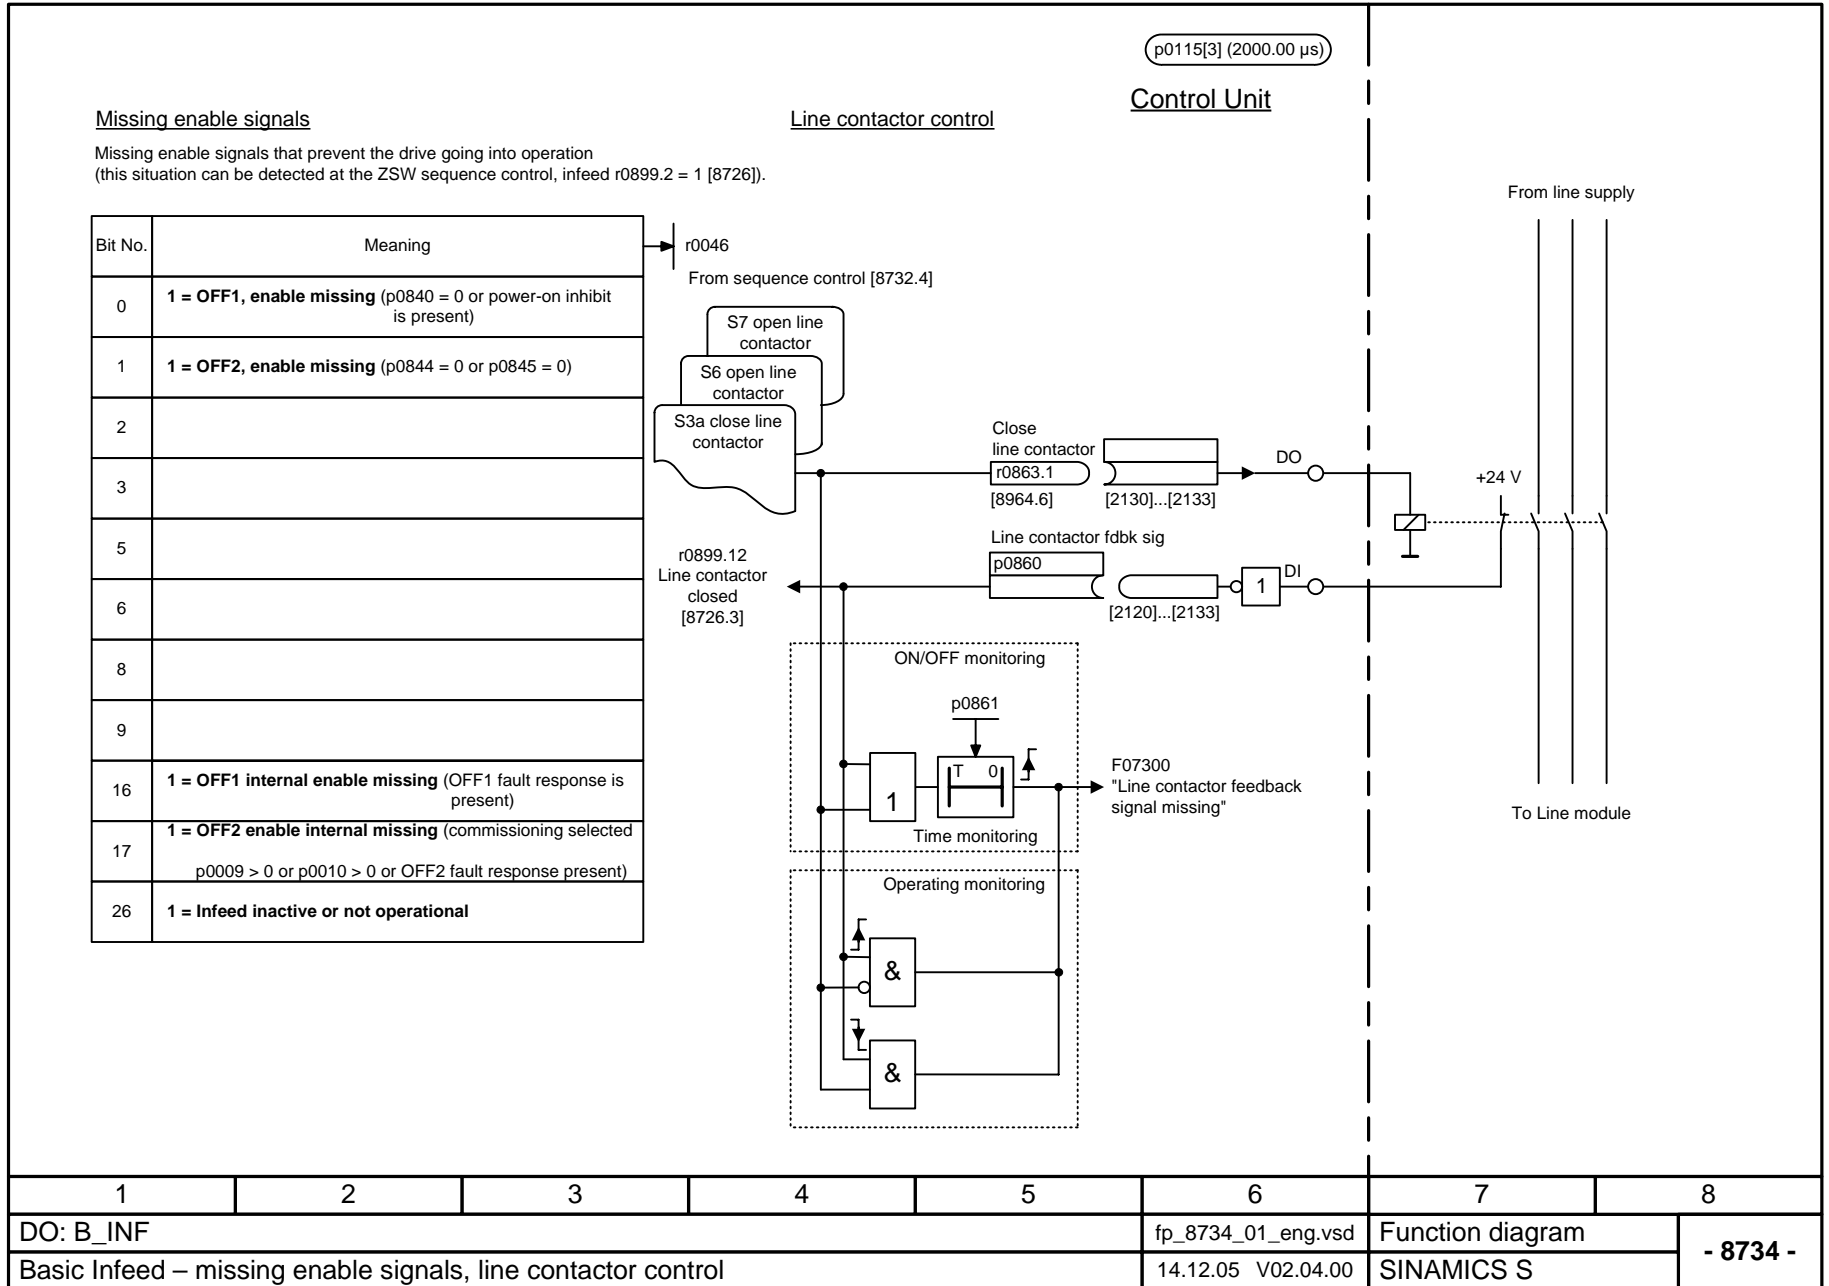 p0115[3] (2000.00 µs)
Control Unit
Missing enable signals
Line contactor control
Missing enable signals that prevent the drive going into operation
(this situation can be detected at the ZSW sequence control, infeed r0899.2 = 1 [8726]).
From line supply
Bit No. Meaning
r0046
From sequence control [8732.4]
0 1 = OFF1, enable missing (p0840 = 0 or power-on inhibit
is present)
1 1 = OFF2, enable missing (p0844 = 0 or p0845 = 0)
2
3
5
6
8
9
16 1 = OFF1 internal enable missing (OFF1 fault response is
present)
17 1 = OFF2 enable internal missing (commissioning selected
p0009 > 0 or p0010 > 0 or OFF2 fault response present)
26 1 = Infeed inactive or not operational
S7 open line
contactor
S6 open line
contactor
S3a close line
contactor
Close
line contactor
r0863.1
[8964.6]
[2130]...[2133]
DO
+24 V
Line contactor fdbk sig
p0860
[2120]...[2133]
1
DI
r0899.12
Line contactor
closed
[8726.3]
ON/OFF monitoring
p0861
1
T 0
Time monitoring
F07300
"Line contactor feedback
signal missing"
To Line module
Operating monitoring
&
&
1 2 3 4 5 6 7 8
DO: B_INF
fp_8734_01_eng.vsd
Function diagram
- 8734 -
Basic Infeed – missing enable signals, line contactor control
14.12.05 V02.04.00
SINAMICS S